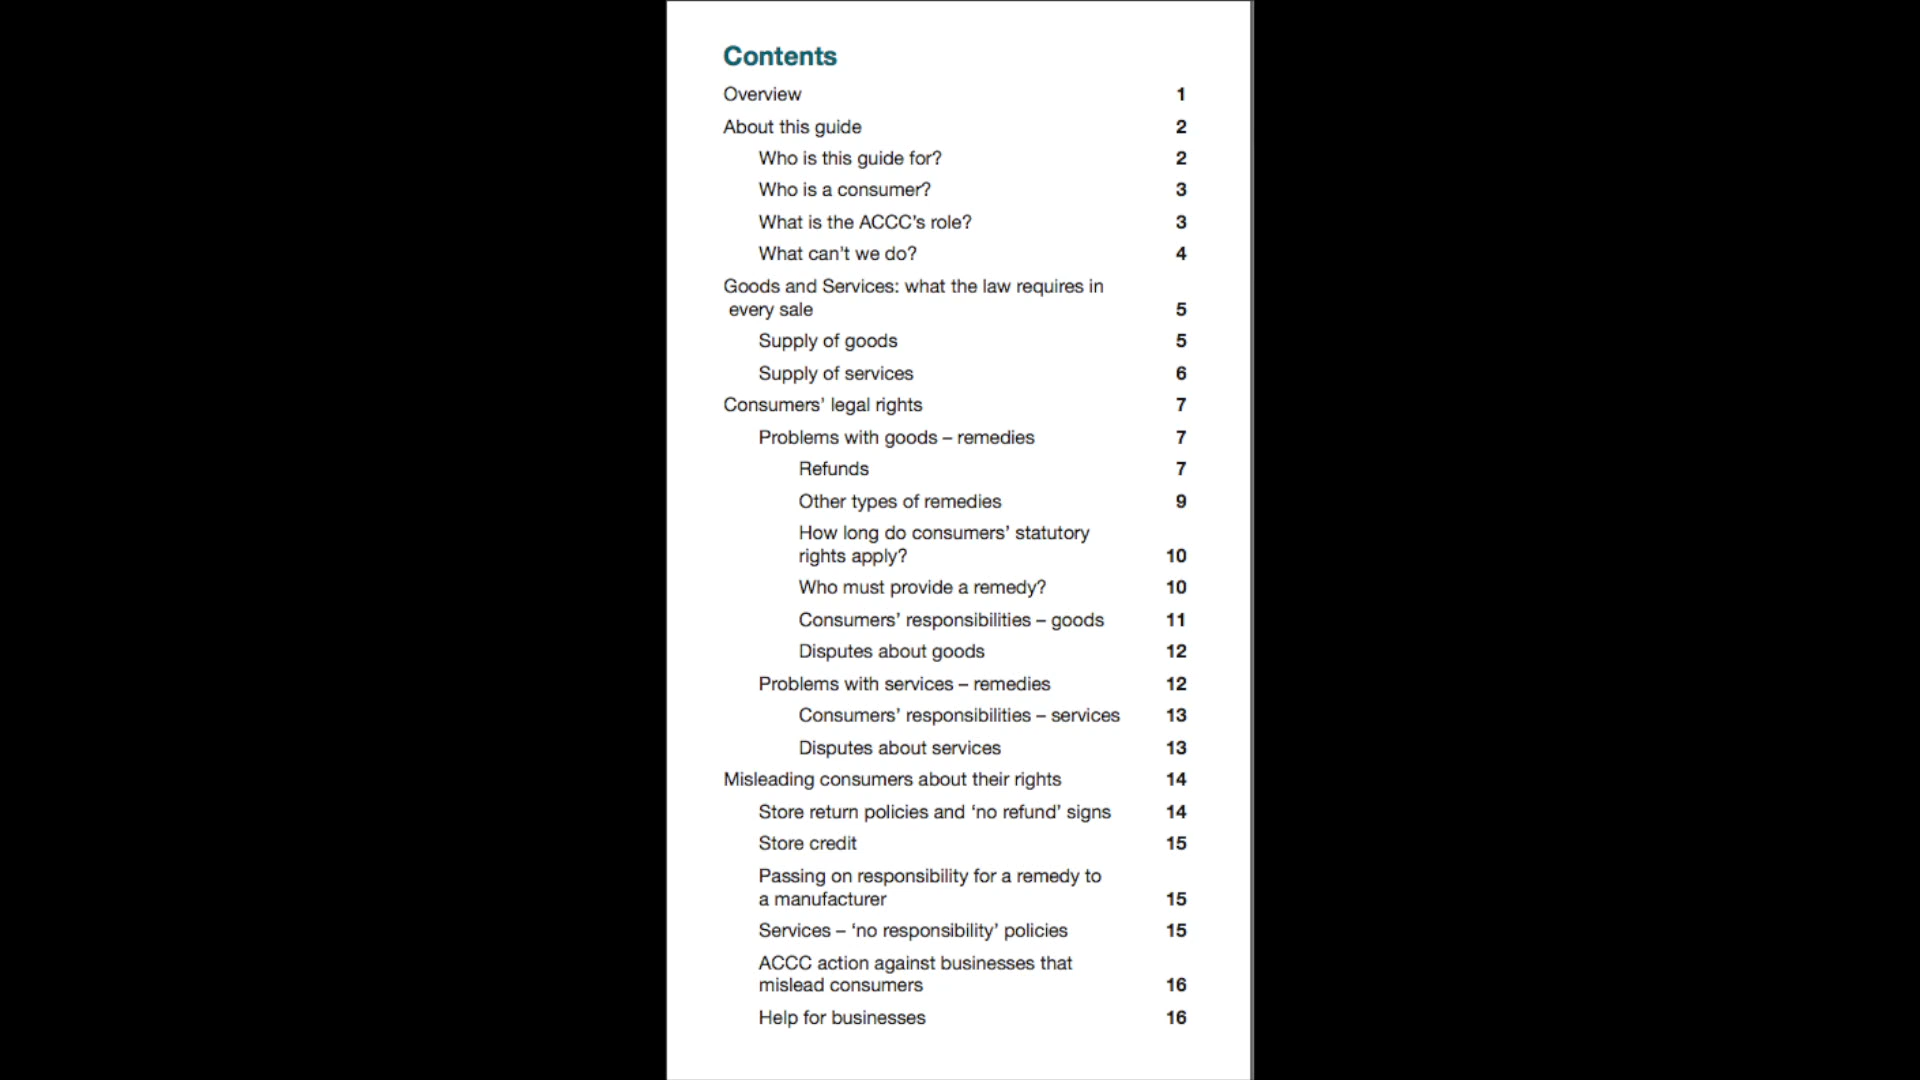 Contents
Overview 1
About this guide 2
Who is this guide for? 2
Who is a consumer? 3
What is the ACCC's role? 3
What can't we do? 4
Goods and Services: what the law requires in
every sale 5
Supply of goods 5
Supply of services 6
Consumers' legal rights 7
Problems with goods – remedies 7
Refunds 7
Other types of remedies 9
How long do consumers' statutory
rights apply? 10
Who must provide a remedy? 10
Consumers' responsibilities – goods 11
Disputes about goods 12
Problems with services – remedies 12
Consumers' responsibilities – services 13
Disputes about services 13
Misleading consumers about their rights 14
Store return policies and ‘no refund’ signs 14
Store credit 15
Passing on responsibility for a remedy to
a manufacturer 15
Services – ‘no responsibility’ policies 15
ACCC action against businesses that
mislead consumers 16
Help for businesses 16